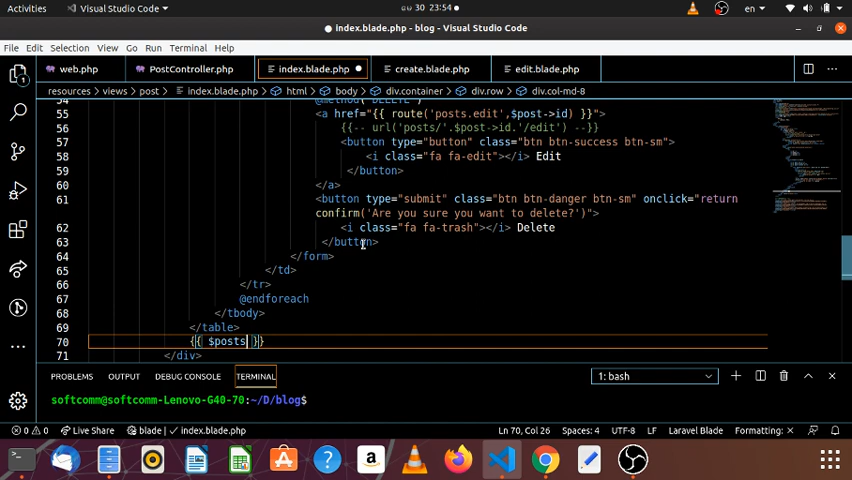 Activities Visual Studio Code 30 23:54 en
index.blade.php - blog - Visual Studio Code
File Edit Selection View Go Run Terminal Help
web.php PostController.php index.blade.php create.blade.php edit.blade.php
resources > views > post > index.blade.php > html > body > div.container > div.row > div.col-md-8
54 @method('DELETE')
55 <a href="{{ route('posts.edit',$post->id) }}">
56 {{-- url('posts/'.$post->id.'/edit') --}}
57 <button type="button" class="btn btn-success btn-sm">
58 <i class="fa fa-edit"></i> Edit
59 </button>
60 </a>
61 <button type="submit" class="btn btn-danger btn-sm" onclick="return
confirm('Are you sure you want to delete?')">
62 <i class="fa fa-trash"></i> Delete
63 </button>
64 </form>
65 </td>
66 </tr>
67 @endforeach
68 </tbody>
69 </table>
70 {{ $posts }}
71 </div>
PROBLEMS OUTPUT DEBUG CONSOLE TERMINAL 1: bash
softcomm@softcomm-Lenovo-G40-70:~/D/blog$
0 0 Live Share blade | index.blade.php Ln 70, Col 26 Spaces: 4 UTF-8 LF Laravel Blade Formatting: ×